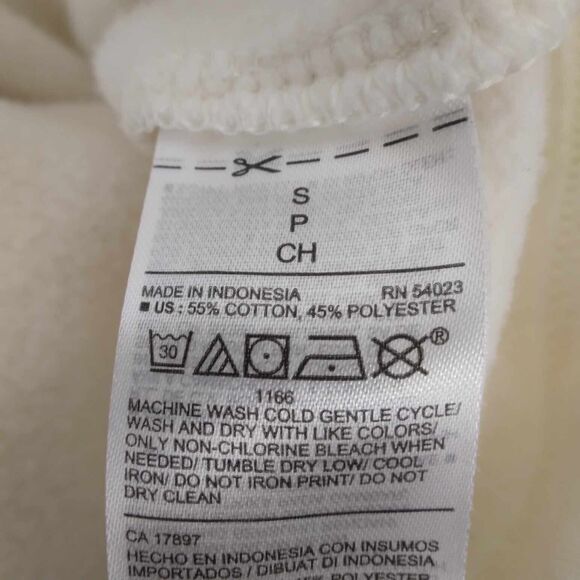 S
P
CH
MADE IN INDONESIA RN 54023
US : 55% COTTON, 45% POLYESTER
30
®
1166
MACHINE WASH COLD GENTLE CYCLE/
WASH AND DRY WITH LIKE COLORS/
ONLY NON-CHLORINE BLEACH WHEN
NEEDED/ TUMBLE DRY LOW/ COOL
IRON/ DO NOT IRON PRINT/ DO NOT
DRY CLEAN
CA 17897
HECHO EN INDONESIA CON INSUMOS
IMPORTADOS / DIBUAT DI INDONESIA
POLYESTER